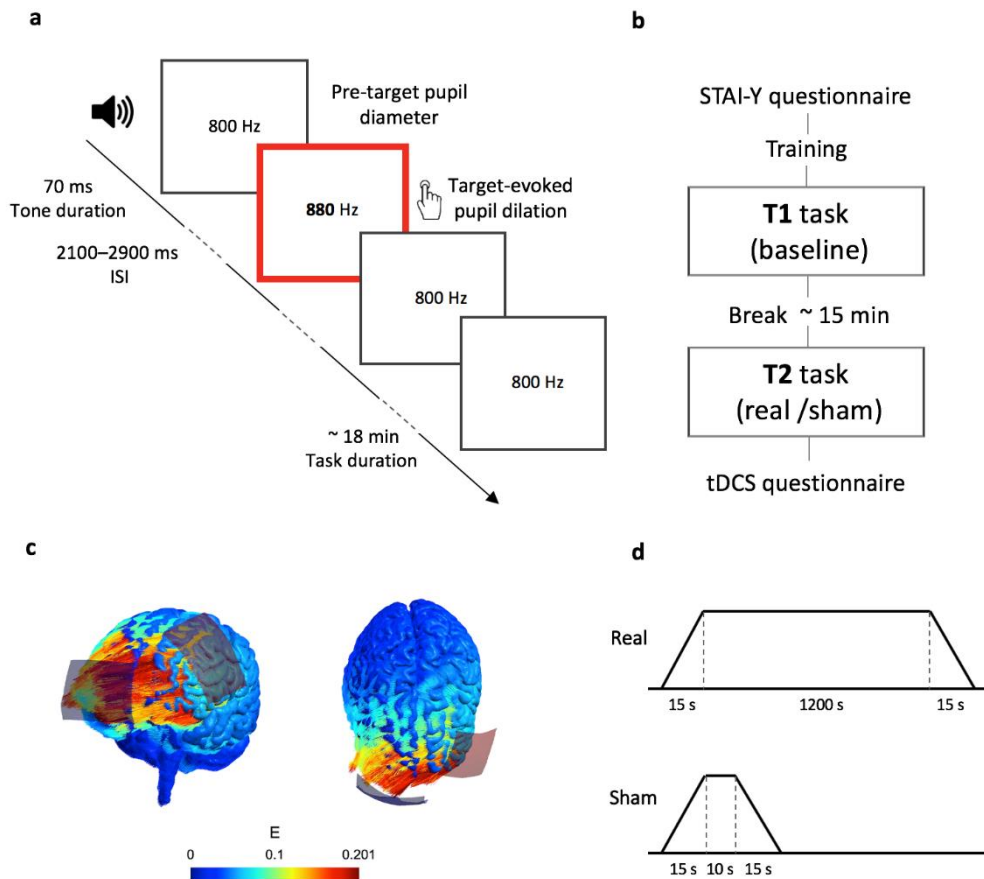 a
800 Hz
Pre-target pupil
diameter
880 Hz
Target-evoked
pupil dilation
800 Hz
800 Hz
70 ms
Tone duration
2100–2900 ms
ISI
~ 18 min
Task duration
b
STAI-Y questionnaire
Training
T1 task
(baseline)
Break ~ 15 min
T2 task
(real /sham)
tDCS questionnaire
c
E
0 0.1 0.201
d
Real
15 s 1200 s 15 s
Sham
15 s 10 s 15 s